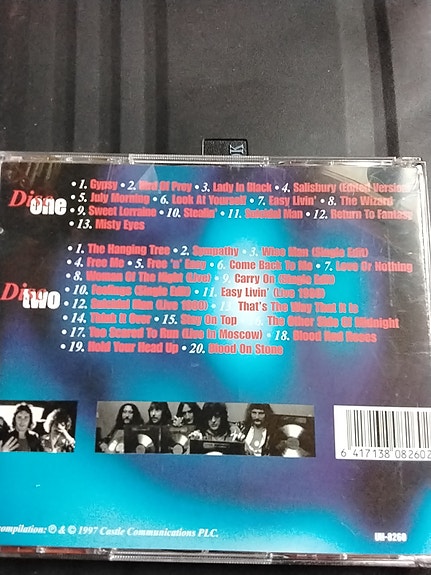 Disc one
• 1. Gypsy • 2. Bird Of Prey • 3. Lady In Black • 4. Salisbury (Edited Version)
• 5. July Morning • 6. Look At Yourself • 7. Easy Livin' • 8. The Wizard
• 9. Sweet Lorraine • 10. Stealin' • 11. Suicidal Man • 12. Return To Fantasy
• 13. Misty Eyes
Disc two
• 1. The Hanging Tree • 2. Sympathy • 3. Wise Man (Single Edit)
• 4. Free Me • 5. Free 'n' Easy • 6. Come Back To Me • 7. Love Or Nothing
• 8. Woman Of The Night (Live) • 9. Carry On (Single Edit)
• 10. Feelings (Single Edit) • 11. Easy Livin' (Live 1988)
• 12. Suicidal Man (Live 1988) • That's The Way That It Is
• 14. Think It Over • 15. Stay On Top The Other Side Of Midnight
• 17. Too Scared To Run (Live In Moscow) • 18. Blood Red Roses
• 19. Hold Your Head Up • 20. Blood On Stone
6 417138 08260
compilation: ℗ & © 1997 Castle Communications PLC.
UM-8260